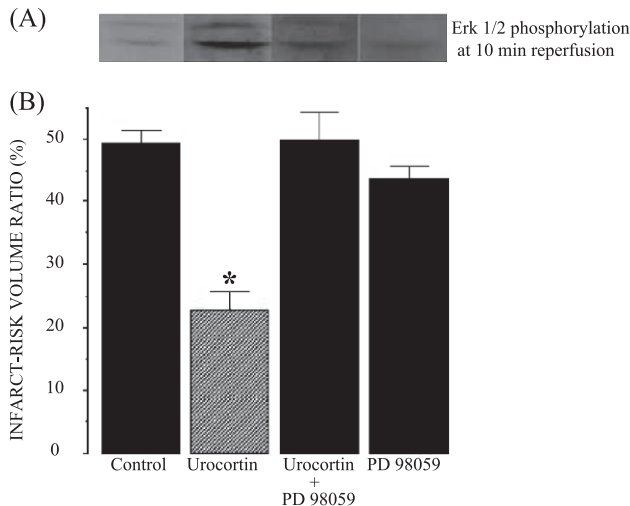 (A)
Erk 1/2 phosphorylation
at 10 min reperfusion
(B)
INFARCT-RISK VOLUME RATIO (%)
50
40
30
20
10
0
*
Control
Urocortin
Urocortin
+
PD 98059
PD 98059